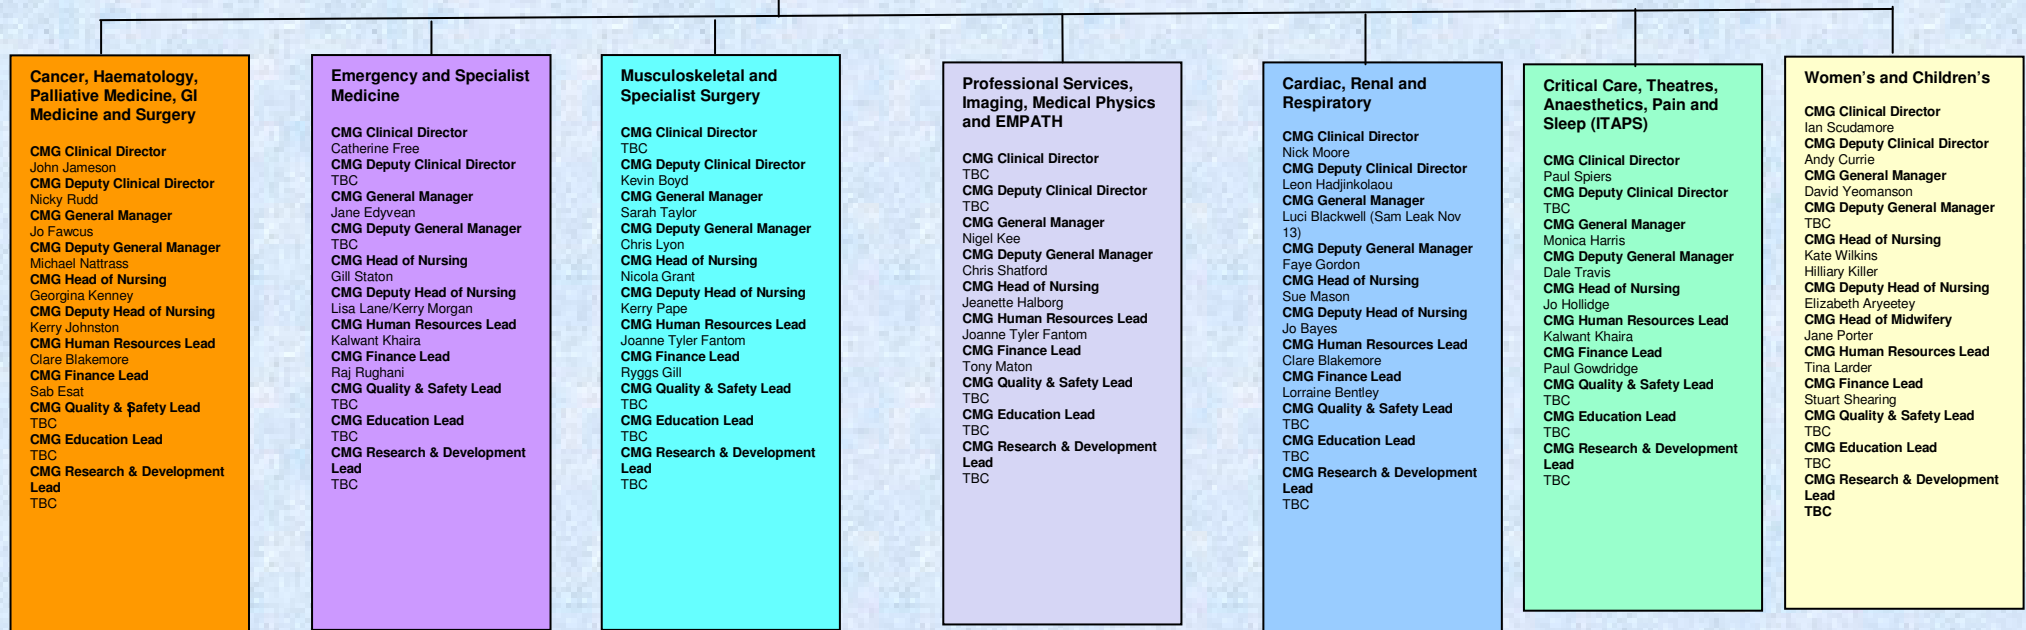 Cancer, Haematology,
Palliative Medicine, GI
Medicine and Surgery
CMG Clinical Director
John Jameson
CMG Deputy Clinical Director
Nicky Rudd
CMG General Manager
Jo Fawcus
CMG Deputy General Manager
Michael Nattrass
CMG Head of Nursing
Georgina Kenney
CMG Deputy Head of Nursing
Kerry Johnston
CMG Human Resources Lead
Clare Blakemore
CMG Finance Lead
Sab Esat
CMG Quality & Safety Lead
TBC
CMG Education Lead
TBC
CMG Research & Development
Lead
TBC
Emergency and Specialist
Medicine
CMG Clinical Director
Catherine Free
CMG Deputy Clinical Director
TBC
CMG General Manager
Jane Edyvean
CMG Deputy General Manager
TBC
CMG Head of Nursing
Gill Staton
CMG Deputy Head of Nursing
Lisa Lane/Kerry Morgan
CMG Human Resources Lead
Kalwant Khaira
CMG Finance Lead
Raj Rughani
CMG Quality & Safety Lead
TBC
CMG Education Lead
TBC
CMG Research & Development
Lead
TBC
Musculoskeletal and
Specialist Surgery
CMG Clinical Director
TBC
CMG Deputy Clinical Director
Kevin Boyd
CMG General Manager
Sarah Taylor
CMG Deputy General Manager
Chris Lyon
CMG Head of Nursing
Nicola Grant
CMG Deputy Head of Nursing
Kerry Pape
CMG Human Resources Lead
Joanne Tyler Fantom
CMG Finance Lead
Ryggs Gill
CMG Quality & Safety Lead
TBC
CMG Education Lead
TBC
CMG Research & Development
Lead
TBC
Professional Services,
Imaging, Medical Physics
and EMPATH
CMG Clinical Director
TBC
CMG Deputy Clinical Director
TBC
CMG General Manager
Nigel Kee
CMG Deputy General Manager
Chris Shatford
CMG Head of Nursing
Jeanette Halborg
CMG Human Resources Lead
Joanne Tyler Fantom
CMG Finance Lead
Tony Maton
CMG Quality & Safety Lead
TBC
CMG Education Lead
TBC
CMG Research & Development
Lead
TBC
Cardiac, Renal and
Respiratory
CMG Clinical Director
Nick Moore
CMG Deputy Clinical Director
Leon Hadjinkolaou
CMG General Manager
Luci Blackwell (Sam Leak Nov
13)
CMG Deputy General Manager
Faye Gordon
CMG Head of Nursing
Sue Mason
CMG Deputy Head of Nursing
Jo Bayes
CMG Human Resources Lead
Clare Blakemore
CMG Finance Lead
Lorraine Bentley
CMG Quality & Safety Lead
TBC
CMG Education Lead
TBC
CMG Research & Development
Lead
TBC
Critical Care, Theatres,
Anaesthetics, Pain and
Sleep (ITAPS)
CMG Clinical Director
Paul Spiers
CMG Deputy Clinical Director
TBC
CMG General Manager
Monica Harris
CMG Deputy General Manager
Dale Travis
CMG Head of Nursing
Jo Hollidge
CMG Human Resources Lead
Kalwant Khaira
CMG Finance Lead
Paul Gowdridge
CMG Quality & Safety Lead
TBC
CMG Education Lead
TBC
CMG Research & Development
Lead
TBC
Women's and Children's
CMG Clinical Director
Ian Scudamore
CMG Deputy Clinical Director
Andy Currie
CMG General Manager
David Yeomanson
CMG Deputy General Manager
TBC
CMG Head of Nursing
Kate Wilkins
Hilliary Killer
CMG Deputy Head of Nursing
Elizabeth Aryeetey
CMG Head of Midwifery
Jane Porter
CMG Human Resources Lead
Tina Larder
CMG Finance Lead
Stuart Shearing
CMG Quality & Safety Lead
TBC
CMG Education Lead
TBC
CMG Research & Development
Lead
TBC